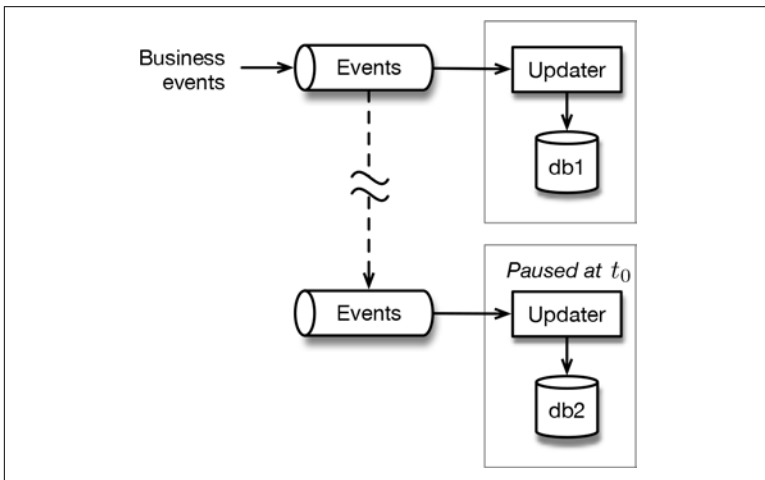 Business
events
Events
Updater
db1
Paused at t₀
Events
Updater
db2